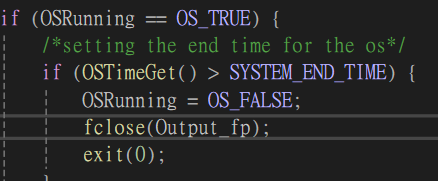 if (OSRunning == OS_TRUE) {
/*setting the end time for the os*/
if (OSTimeGet() > SYSTEM_END_TIME) {
OSRunning = OS_FALSE;
fclose(Output_fp);
exit(0);
}